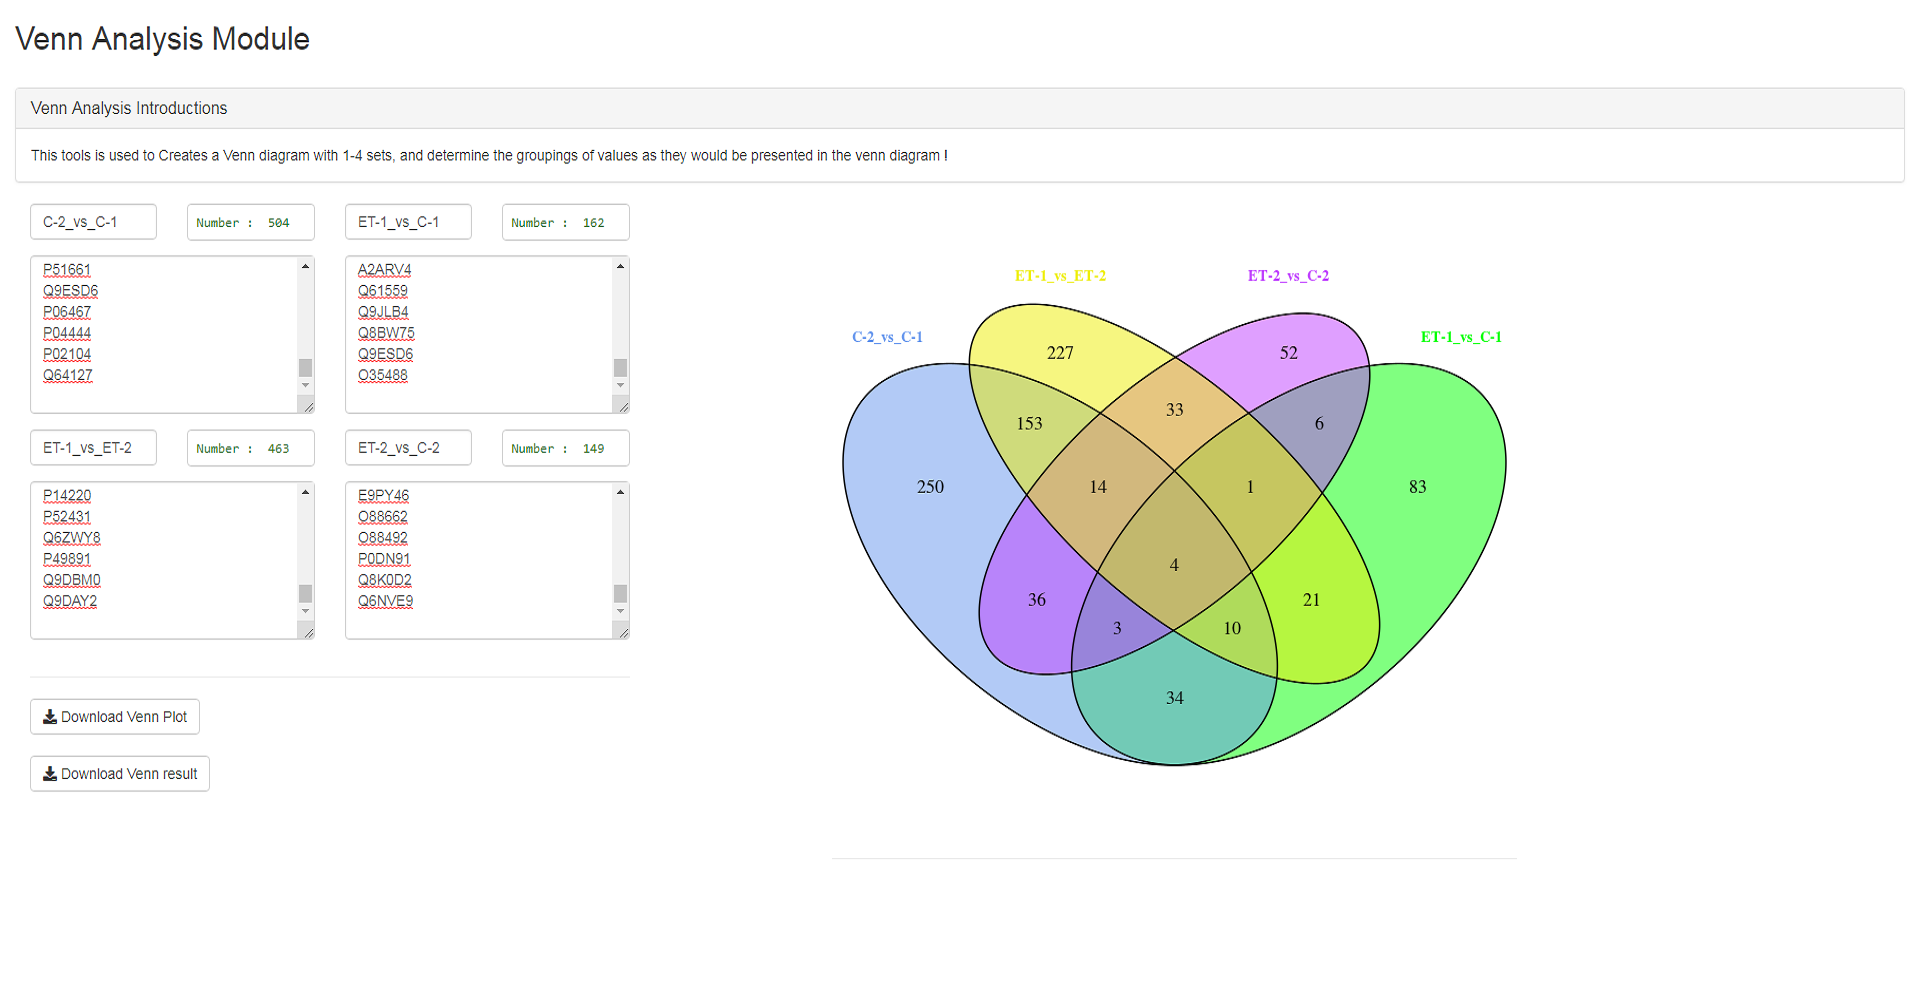 Venn Analysis Module
Venn Analysis Introductions
This tools is used to Creates a Venn diagram with 1-4 sets, and determine the groupings of values as they would be presented in the venn diagram !
C-2_vs_C-1
Number : 504
P51661
Q9ESD6
P06467
P04444
P02104
Q64127
ET-1_vs_C-1
Number : 162
A2ARV4
Q61559
Q9JLB4
Q8BW75
Q9ESD6
O35488
ET-1_vs_ET-2
Number : 463
P14220
P52431
Q6ZWY8
P49891
Q9DBM0
Q9DAY2
ET-2_vs_C-2
Number : 149
E9PY46
O88662
O88492
P0DN91
Q8K0D2
Q6NVE9
Download Venn Plot
Download Venn result
ET-1_vs_ET-2
ET-2_vs_C-2
C-2_vs_C-1
ET-1_vs_C-1
227
52
33
153
6
250
14
1
83
4
36
21
3
10
34